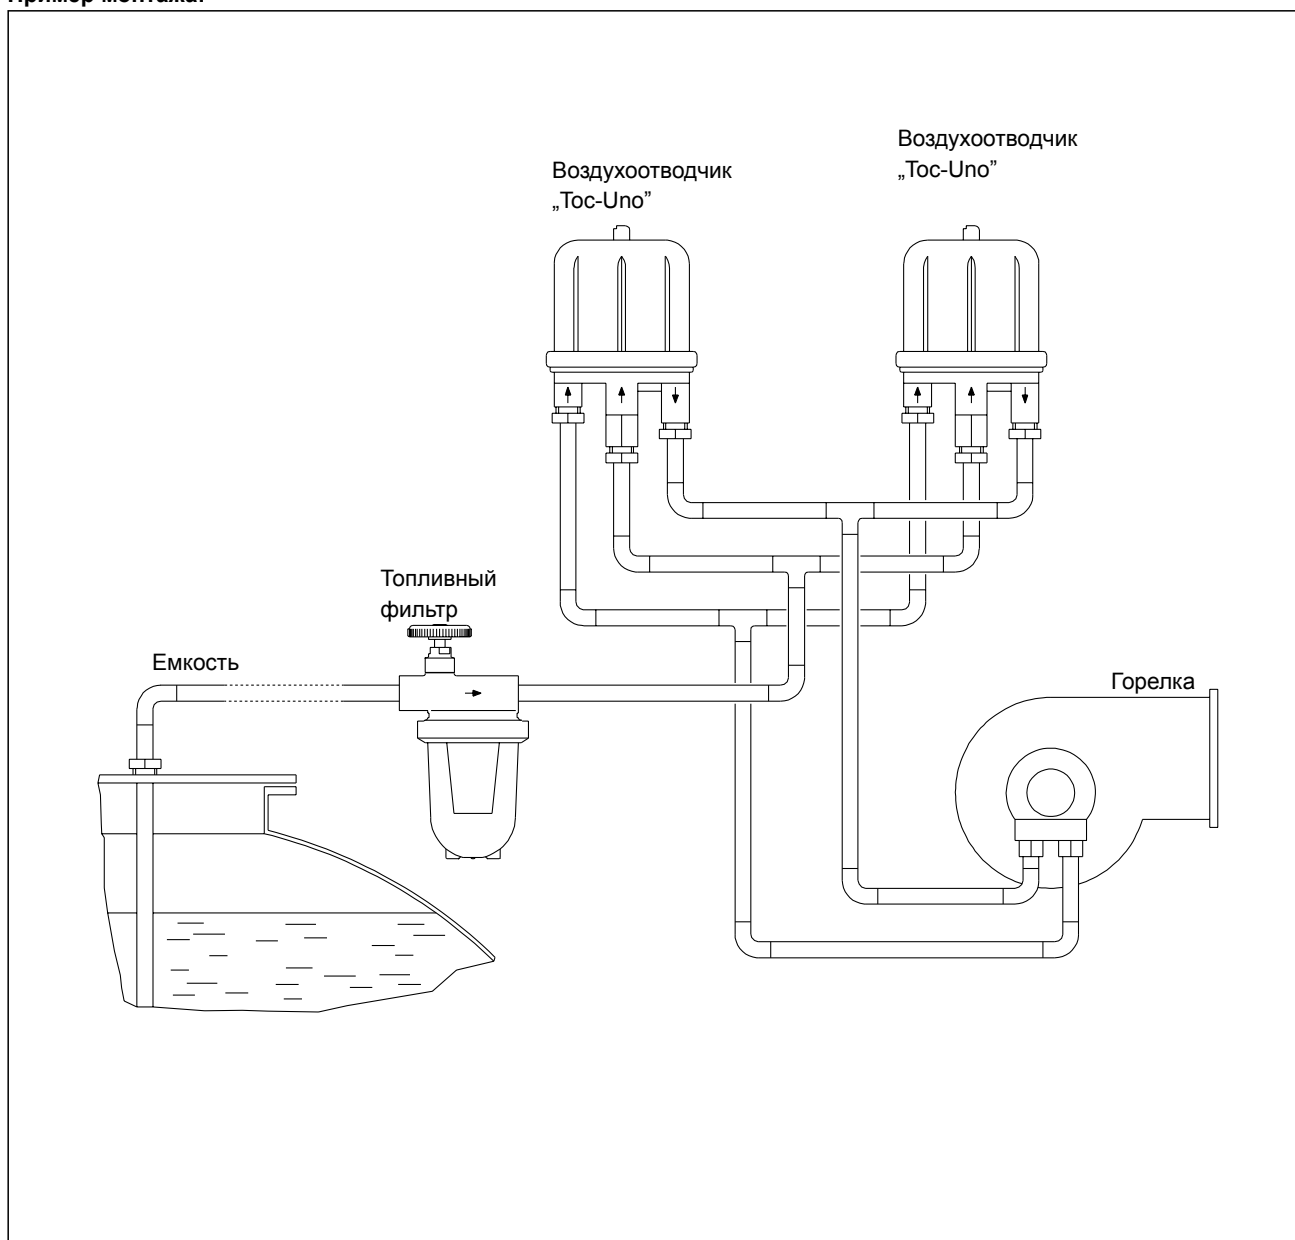 Воздухоотводчик
„Toc-Uno”
Воздухоотводчик
„Toc-Uno”
Топливный
фильтр
Емкость
Горелка